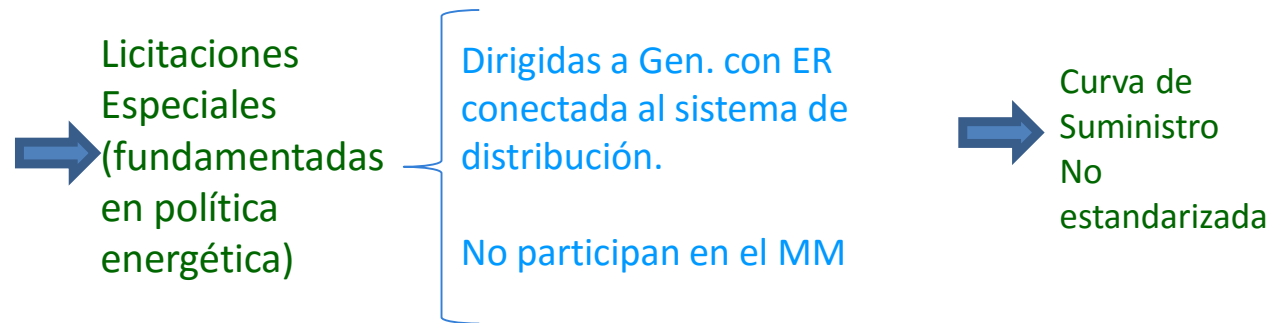 Licitaciones
Especiales
(fundamentadas
en política
energética)
Dirigidas a Gen. con ER
conectada al sistema de
distribución.
No participan en el MM
Curva de
Suministro
No
estandarizada